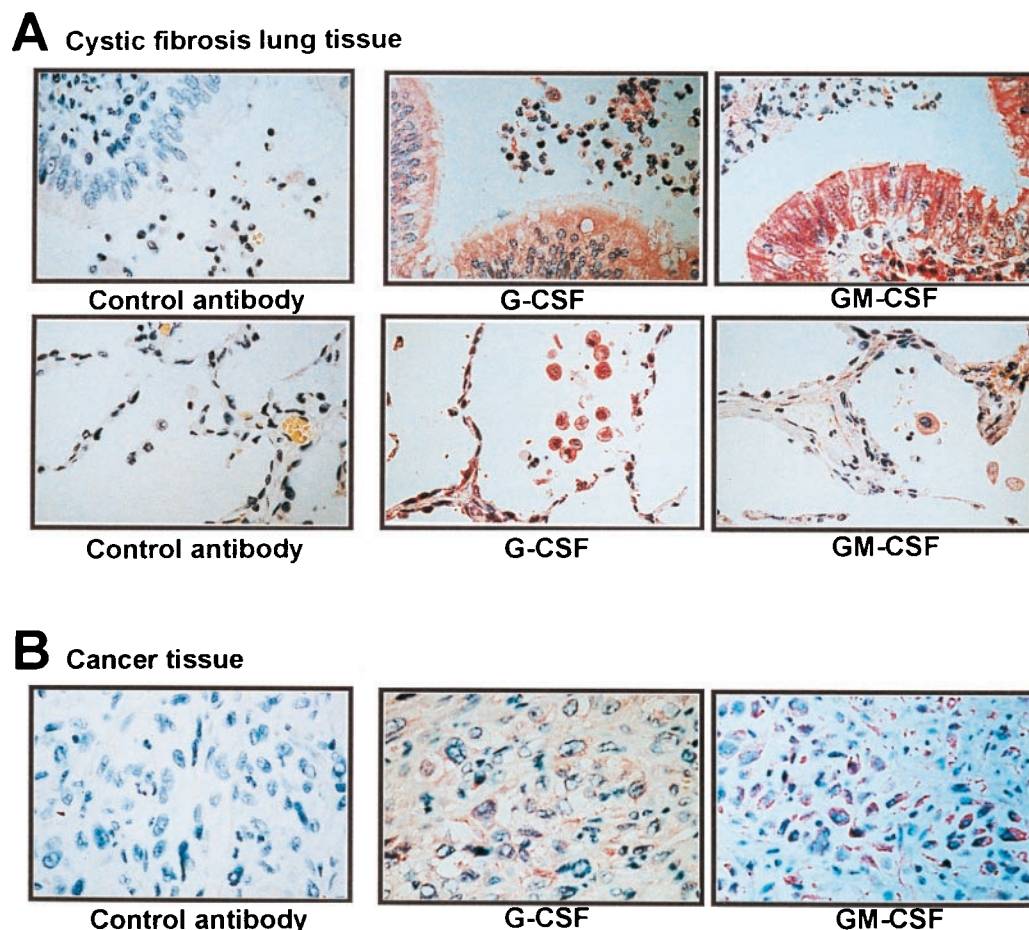 A Cystic fibrosis lung tissue
Control antibody G-CSF GM-CSF
Control antibody G-CSF GM-CSF
B Cancer tissue
Control antibody G-CSF GM-CSF